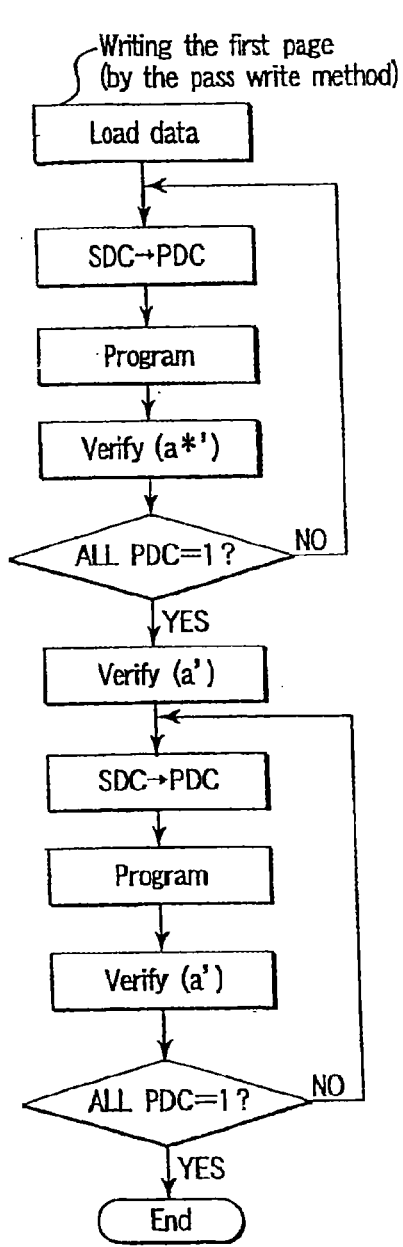 Writing the first page
(by the pass write method)
Load data
SDC→PDC
Program
Verify (a*')
ALL PDC=1?
NO
YES
Verify (a')
SDC→PDC
Program
Verify (a')
ALL PDC=1?
NO
YES
End